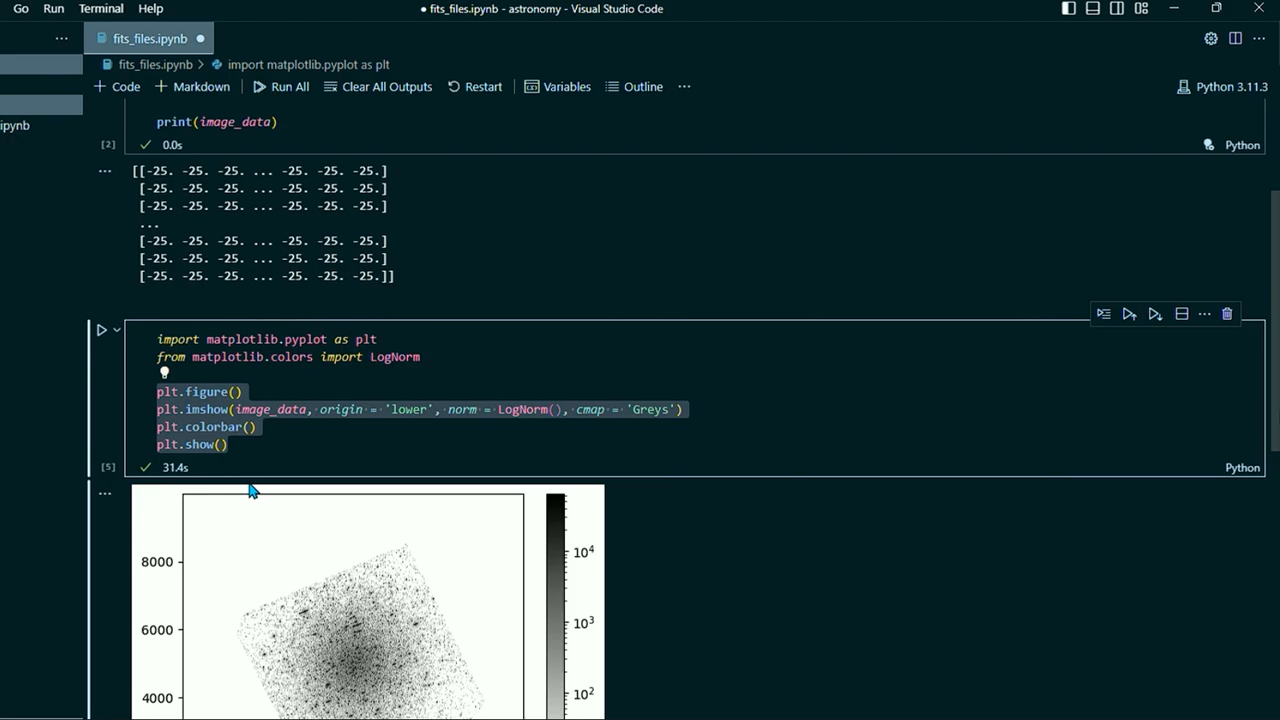 Go Run Terminal Help
● fits_files.ipynb - astronomy - Visual Studio Code
fits_files.ipynb
fits_files.ipynb > import matplotlib.pyplot as plt
+ Code + Markdown Run All Clear All Outputs Restart Variables Outline ... Python 3.11.3
ipynb
print(image_data)
[2] 0.0s Python
[[-25. -25. -25. ... -25. -25. -25.]
[-25. -25. -25. ... -25. -25. -25.]
[-25. -25. -25. ... -25. -25. -25.]
...
[-25. -25. -25. ... -25. -25. -25.]
[-25. -25. -25. ... -25. -25. -25.]
[-25. -25. -25. ... -25. -25. -25.]]
import matplotlib.pyplot as plt
from matplotlib.colors import LogNorm
plt.figure()
plt.imshow(image_data, origin = 'lower', norm = LogNorm(), cmap = 'Greys')
plt.colorbar()
plt.show()
[5] 31.4s Python
8000
6000
4000
10⁴
10³
10²